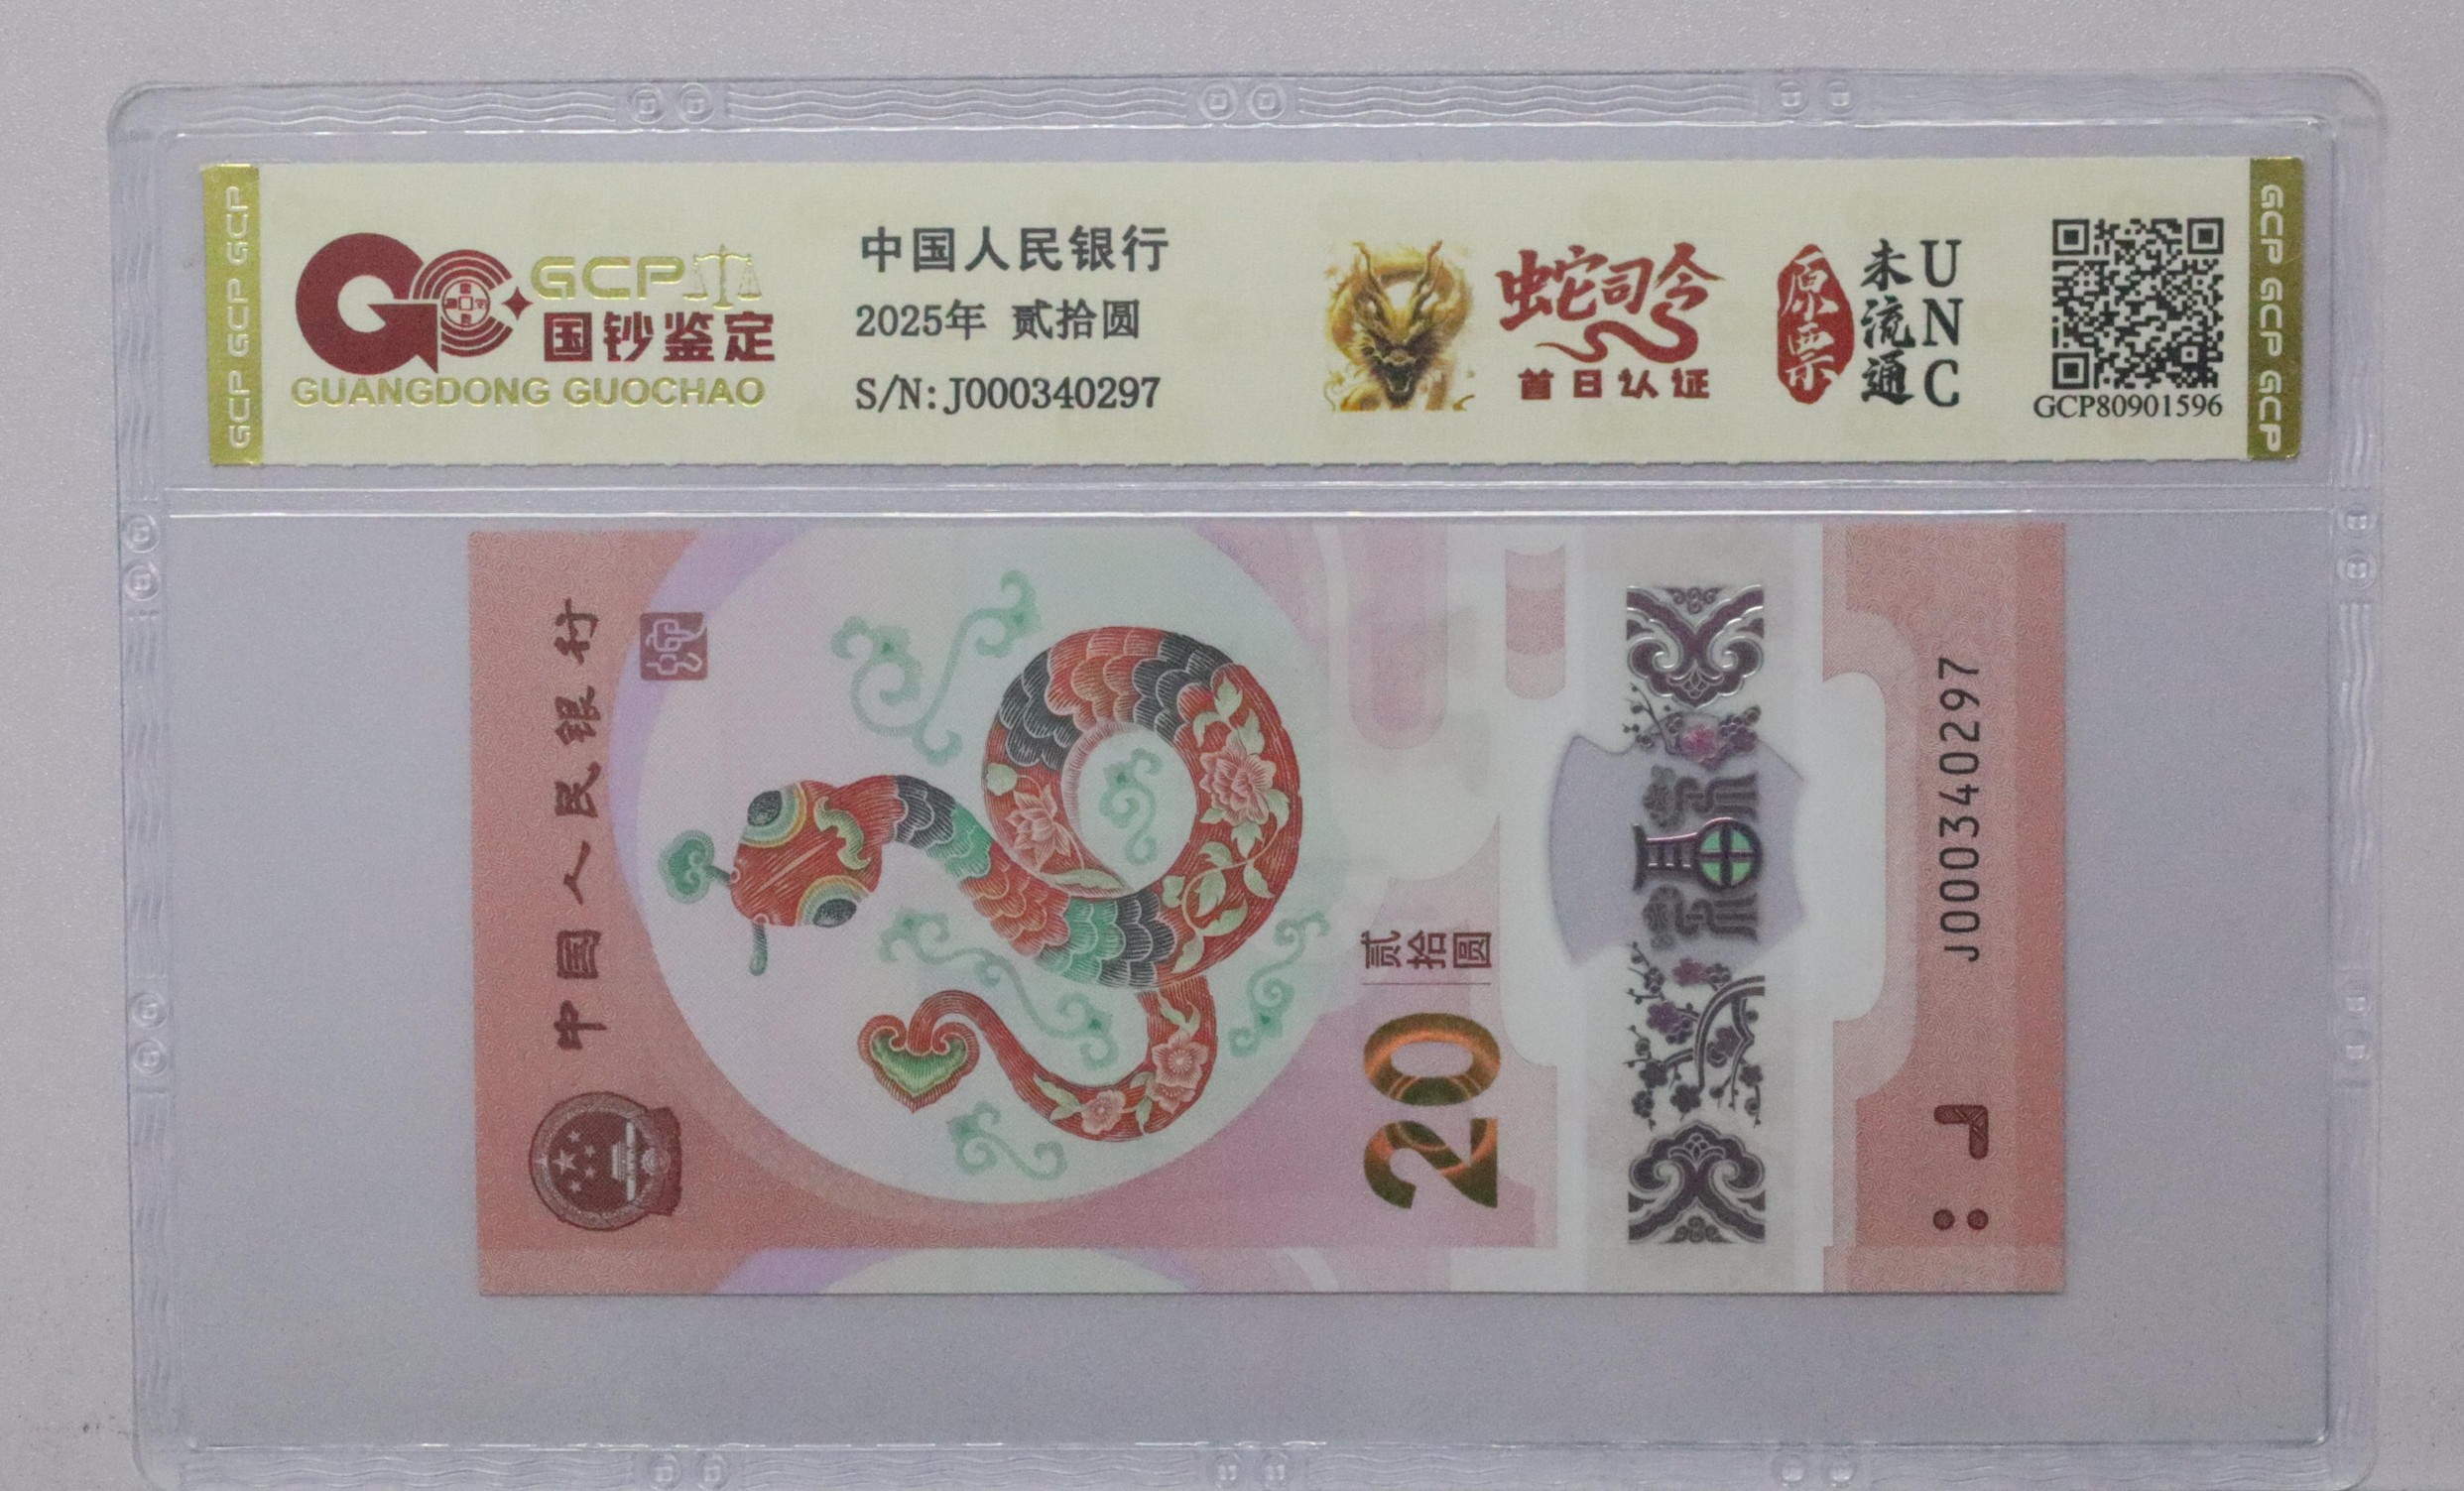 GCP GCP GCP
GCP
国钞鉴定
GUANGDONG GUOCHAO
中国人民银行
2025年 贰拾圆
S/N:J000340297
蛇司令
首日认证
原票
未流通
UNC
GCP80901596
GCP GCP GCP
中国人民银行
蛇
贰拾圆
20
福
J000340297